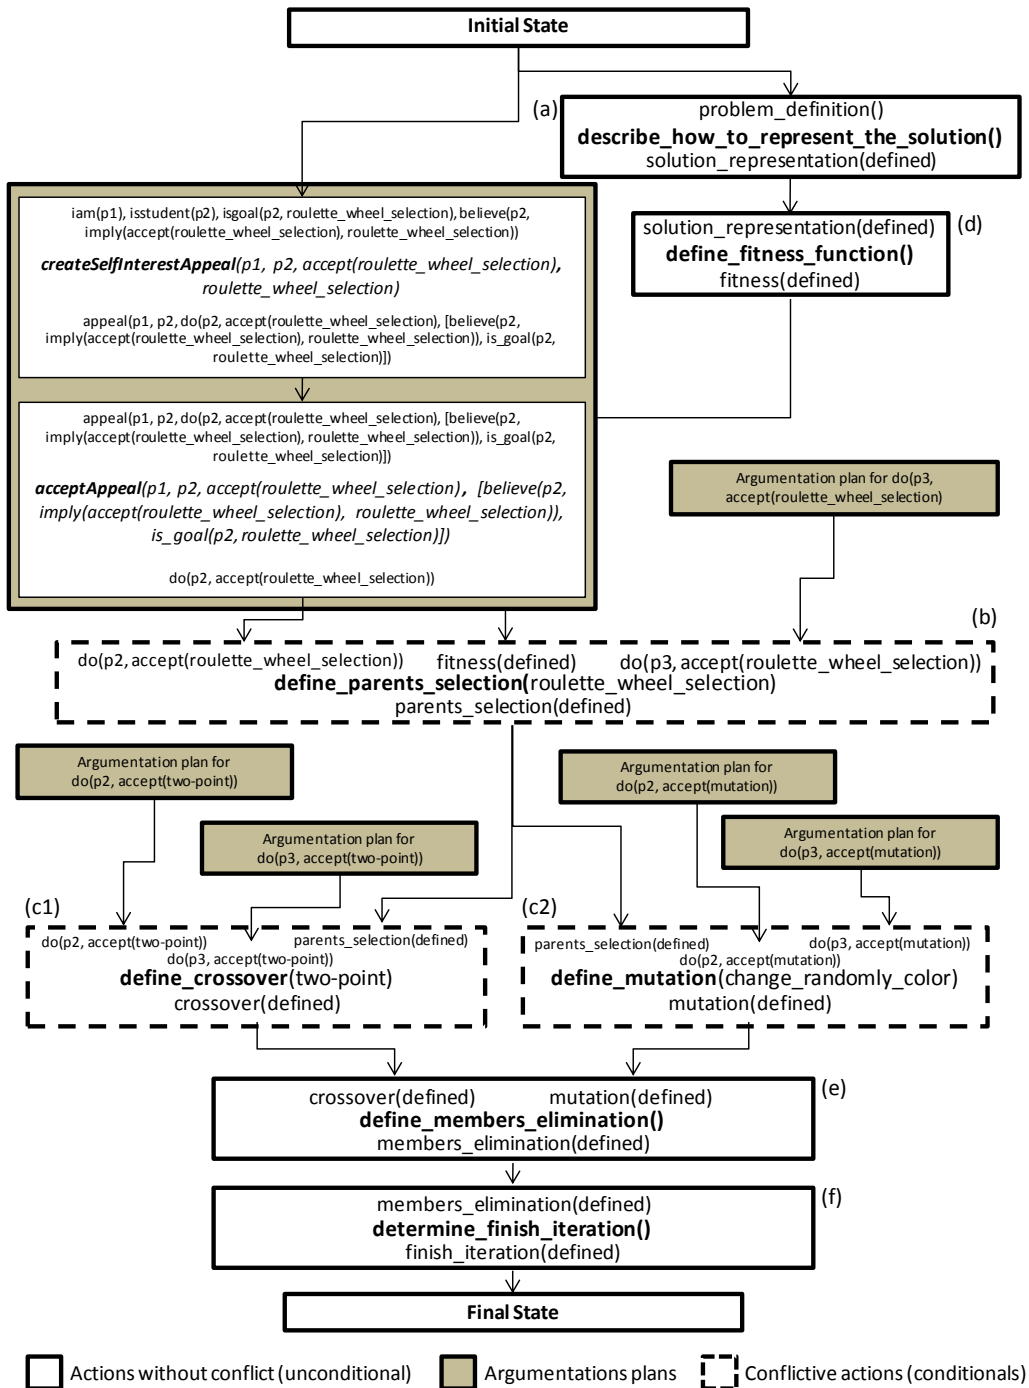 Initial State
(a)
problem_definition()
describe_how_to_represent_the_solution()
solution_representation(defined)
iam(p1), isstudent(p2), isgoal(p2, roulette_wheel_selection), believe(p2,
imply(accept(roulette_wheel_selection), roulette_wheel_selection))
createSelfInterestAppeal(p1, p2, accept(roulette_wheel_selection),
roulette_wheel_selection)
appeal(p1, p2, do(p2, accept(roulette_wheel_selection), [believe(p2,
imply(accept(roulette_wheel_selection), roulette_wheel_selection)), is_goal(p2,
roulette_wheel_selection)])
(d)
solution_representation(defined)
define_fitness_function()
fitness(defined)
appeal(p1, p2, do(p2, accept(roulette_wheel_selection), [believe(p2,
imply(accept(roulette_wheel_selection), roulette_wheel_selection)), is_goal(p2,
roulette_wheel_selection)])
acceptAppeal(p1, p2, accept(roulette_wheel_selection), [believe(p2,
imply(accept(roulette_wheel_selection), roulette_wheel_selection)),
is_goal(p2, roulette_wheel_selection)])
do(p2, accept(roulette_wheel_selection))
Argumentation plan for do(p3,
accept(roulette_wheel_selection)
(b)
do(p2, accept(roulette_wheel_selection)) fitness(defined) do(p3, accept(roulette_wheel_selection))
define_parents_selection(roulette_wheel_selection)
parents_selection(defined)
Argumentation plan for
do(p2, accept(two-point))
Argumentation plan for
do(p2, accept(mutation))
Argumentation plan for
do(p3, accept(two-point))
Argumentation plan for
do(p3, accept(mutation))
(c1)
do(p2, accept(two-point)) parents_selection(defined)
do(p3, accept(two-point))
define_crossover(two-point)
crossover(defined)
(c2)
parents_selection(defined) do(p3, accept(mutation))
do(p2, accept(mutation))
define_mutation(change_randomly_color)
mutation(defined)
(e)
crossover(defined) mutation(defined)
define_members_elimination()
members_elimination(defined)
(f)
members_elimination(defined)
determine_finish_iteration()
finish_iteration(defined)
Final State
Actions without conflict (unconditional) Argumentations plans Conflictive actions (conditionals)